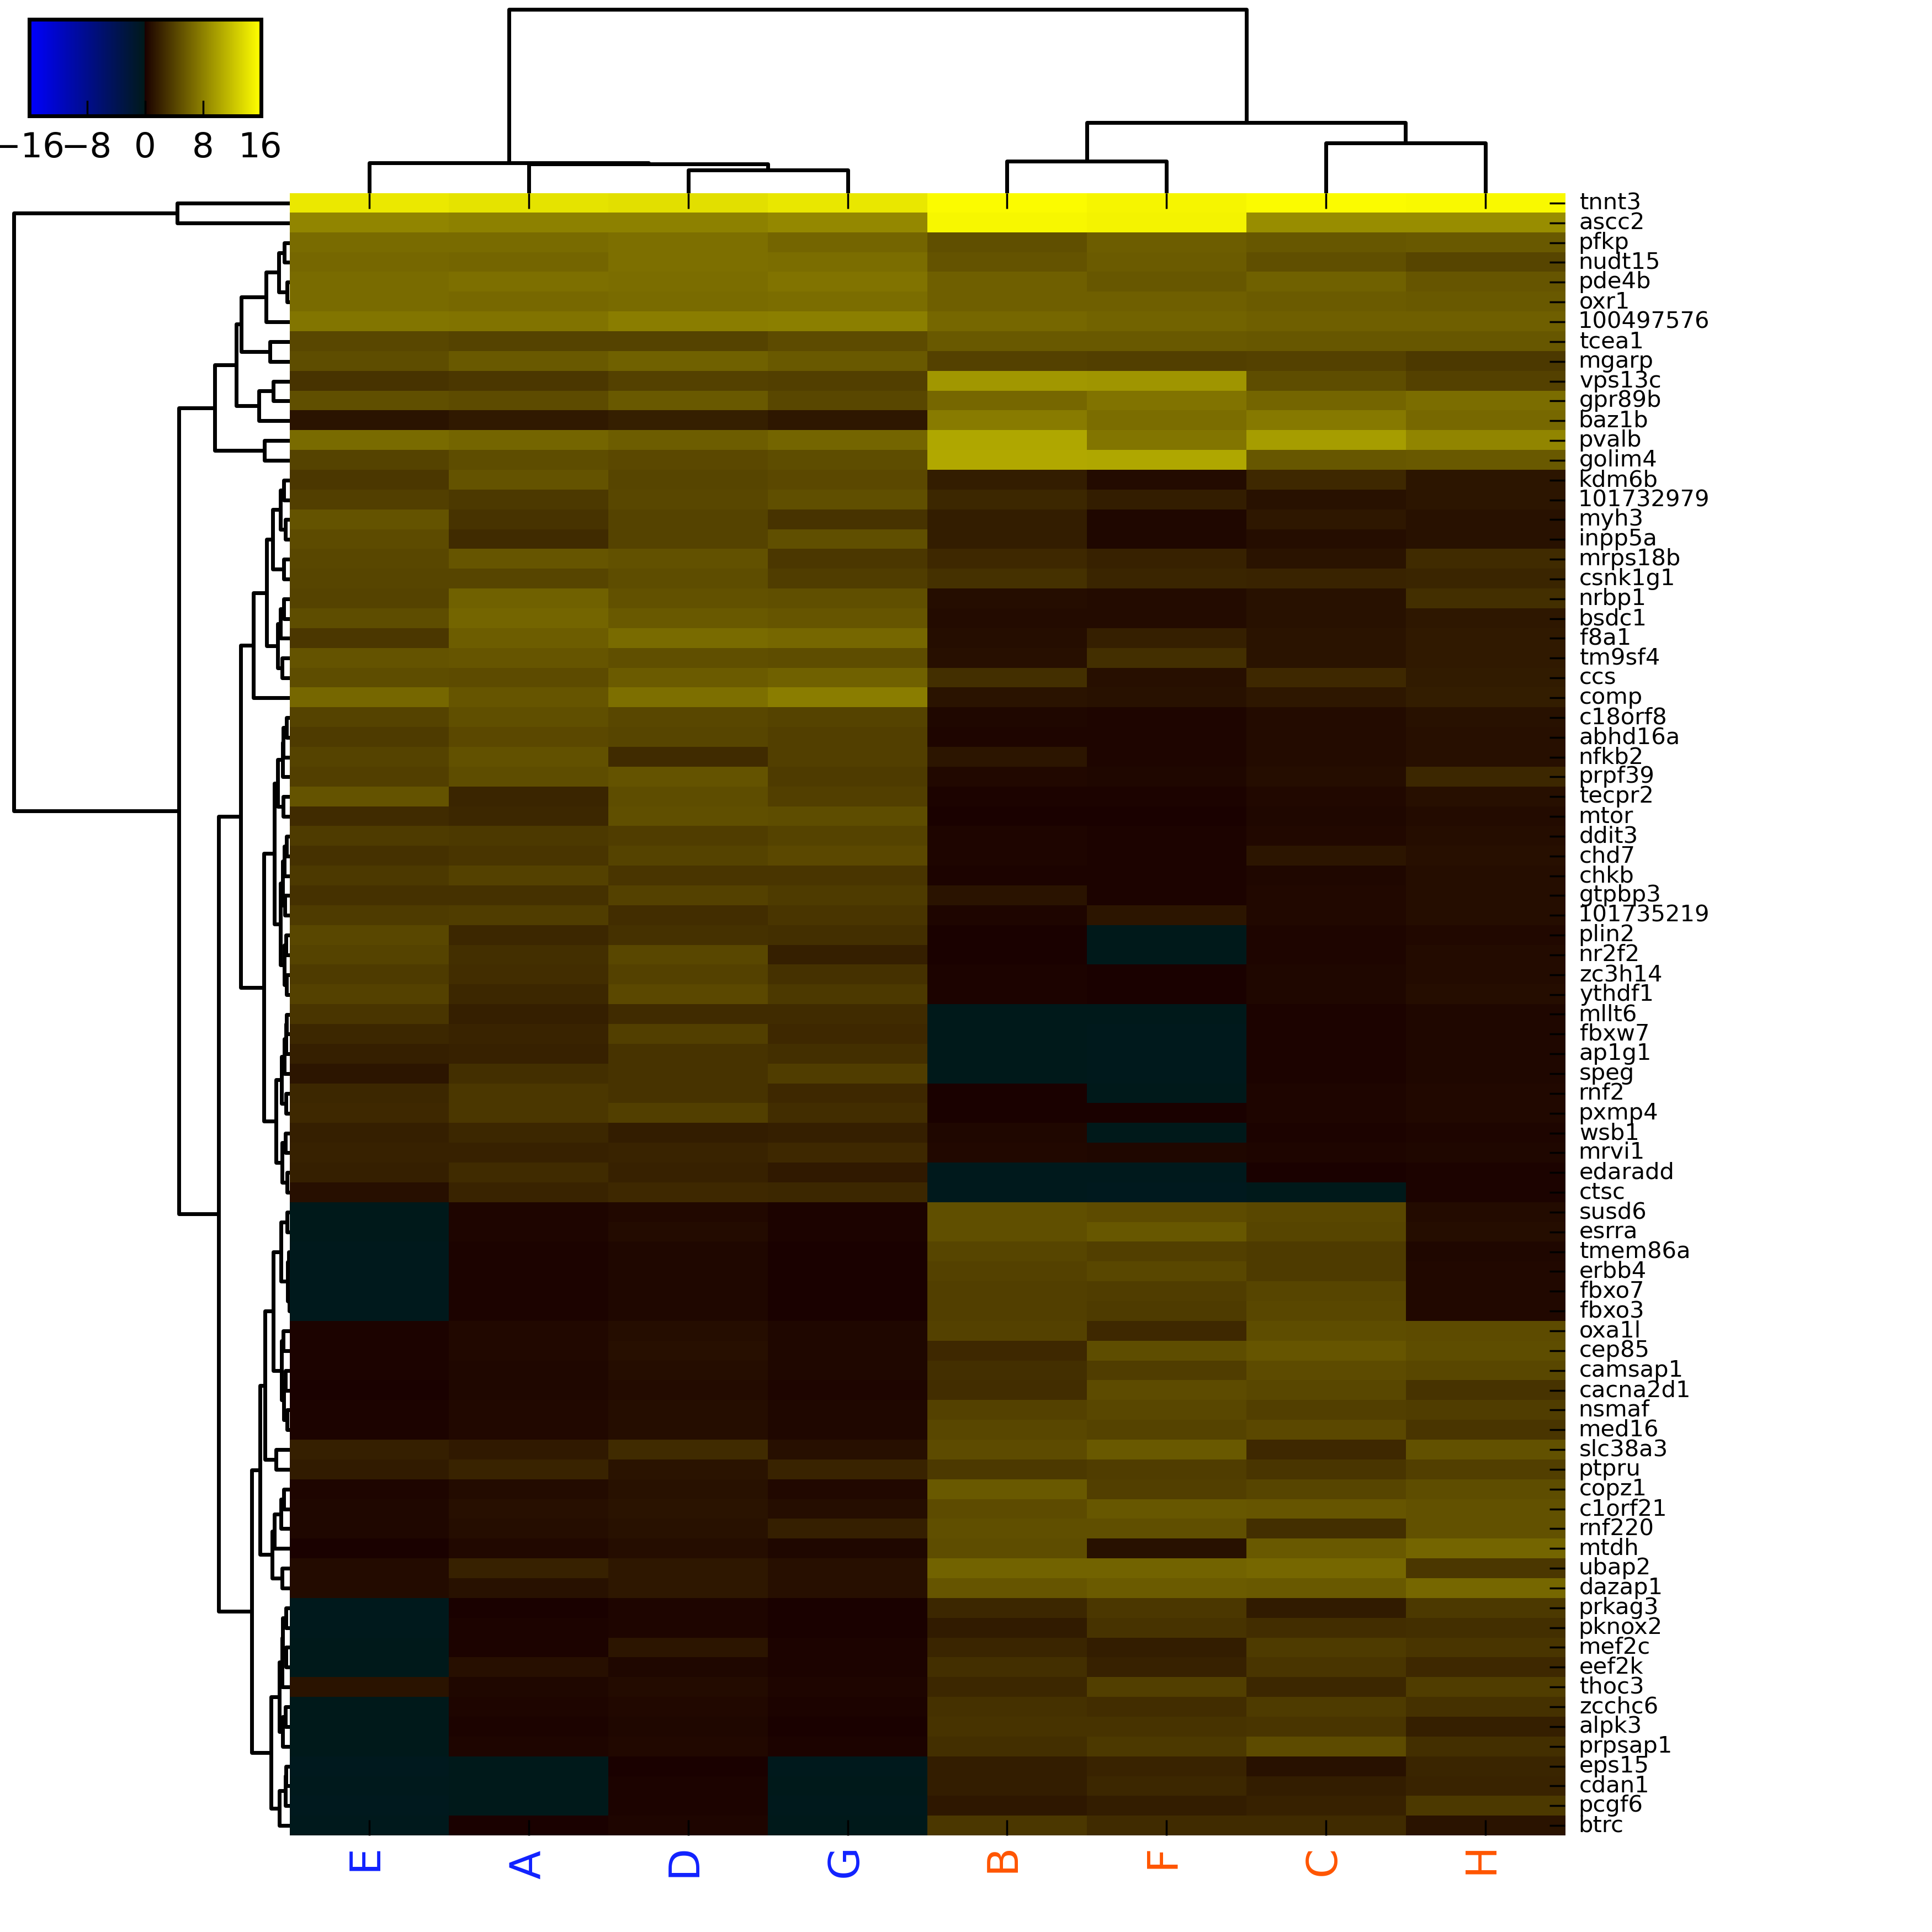 −16 −8 0 8 16
tnnt3
ascc2
pfkp
nudt15
pde4b
oxr1
100497576
tcea1
mgarp
vps13c
gpr89b
baz1b
pvalb
golim4
kdm6b
101732979
myh3
inpp5a
mrps18b
csnk1g1
nrbp1
bsdc1
f8a1
tm9sf4
ccs
comp
c18orf8
abhd16a
nfkb2
prpf39
tecpr2
mtor
ddit3
chd7
chkb
gtpbp3
101735219
plin2
nr2f2
zc3h14
ythdf1
mllt6
fbxw7
ap1g1
speg
rnf2
pxmp4
wsb1
mrvi1
edaradd
ctsc
susd6
esrra
tmem86a
erbb4
fbxo7
fbxo3
oxa1l
cep85
camsap1
cacna2d1
nsmaf
med16
slc38a3
ptpru
copz1
c1orf21
rnf220
mtdh
ubap2
dazap1
prkag3
pknox2
mef2c
eef2k
thoc3
zcchc6
alpk3
prpsap1
eps15
cdan1
pcgf6
btrc
E A D G B F C H